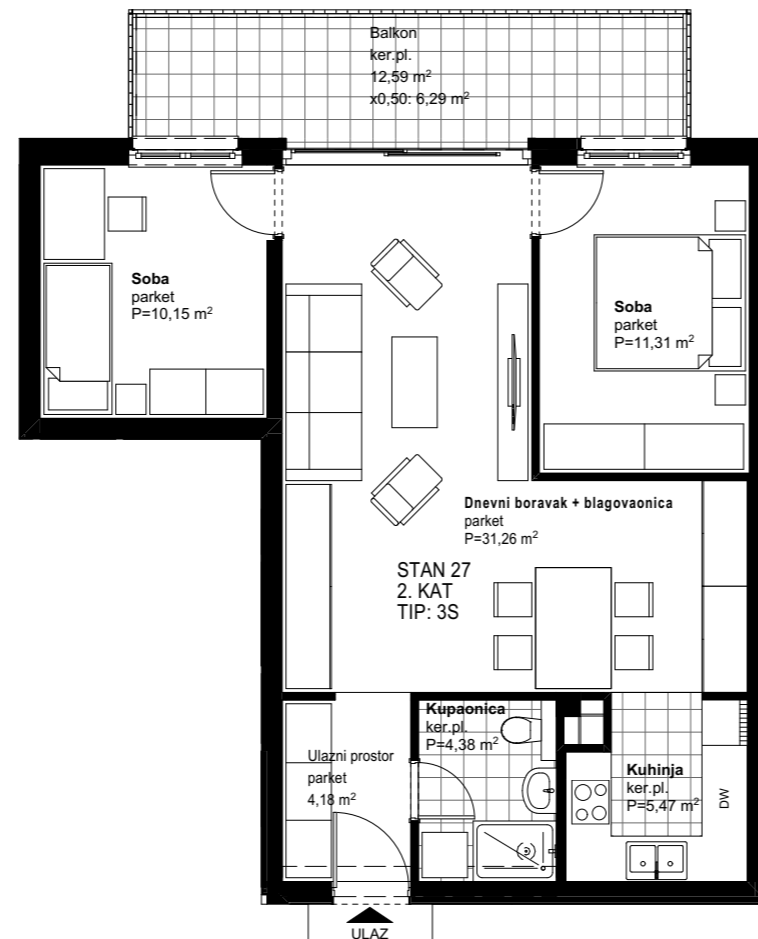 Balkon
ker.pl.
12,59 m²
x0,50: 6,29 m²
Soba
parket
P=10,15 m²
Soba
parket
P=11,31 m²
Dnevni boravak + blagovaonica
parket
P=31,26 m²
STAN 27
2. KAT
TIP: 3S
Kupaonica
ker.pl.
P=4,38 m²
Ulazni prostor
parket
4,18 m²
Kuhinja
ker.pl.
P=5,47 m²
DW
ULAZ